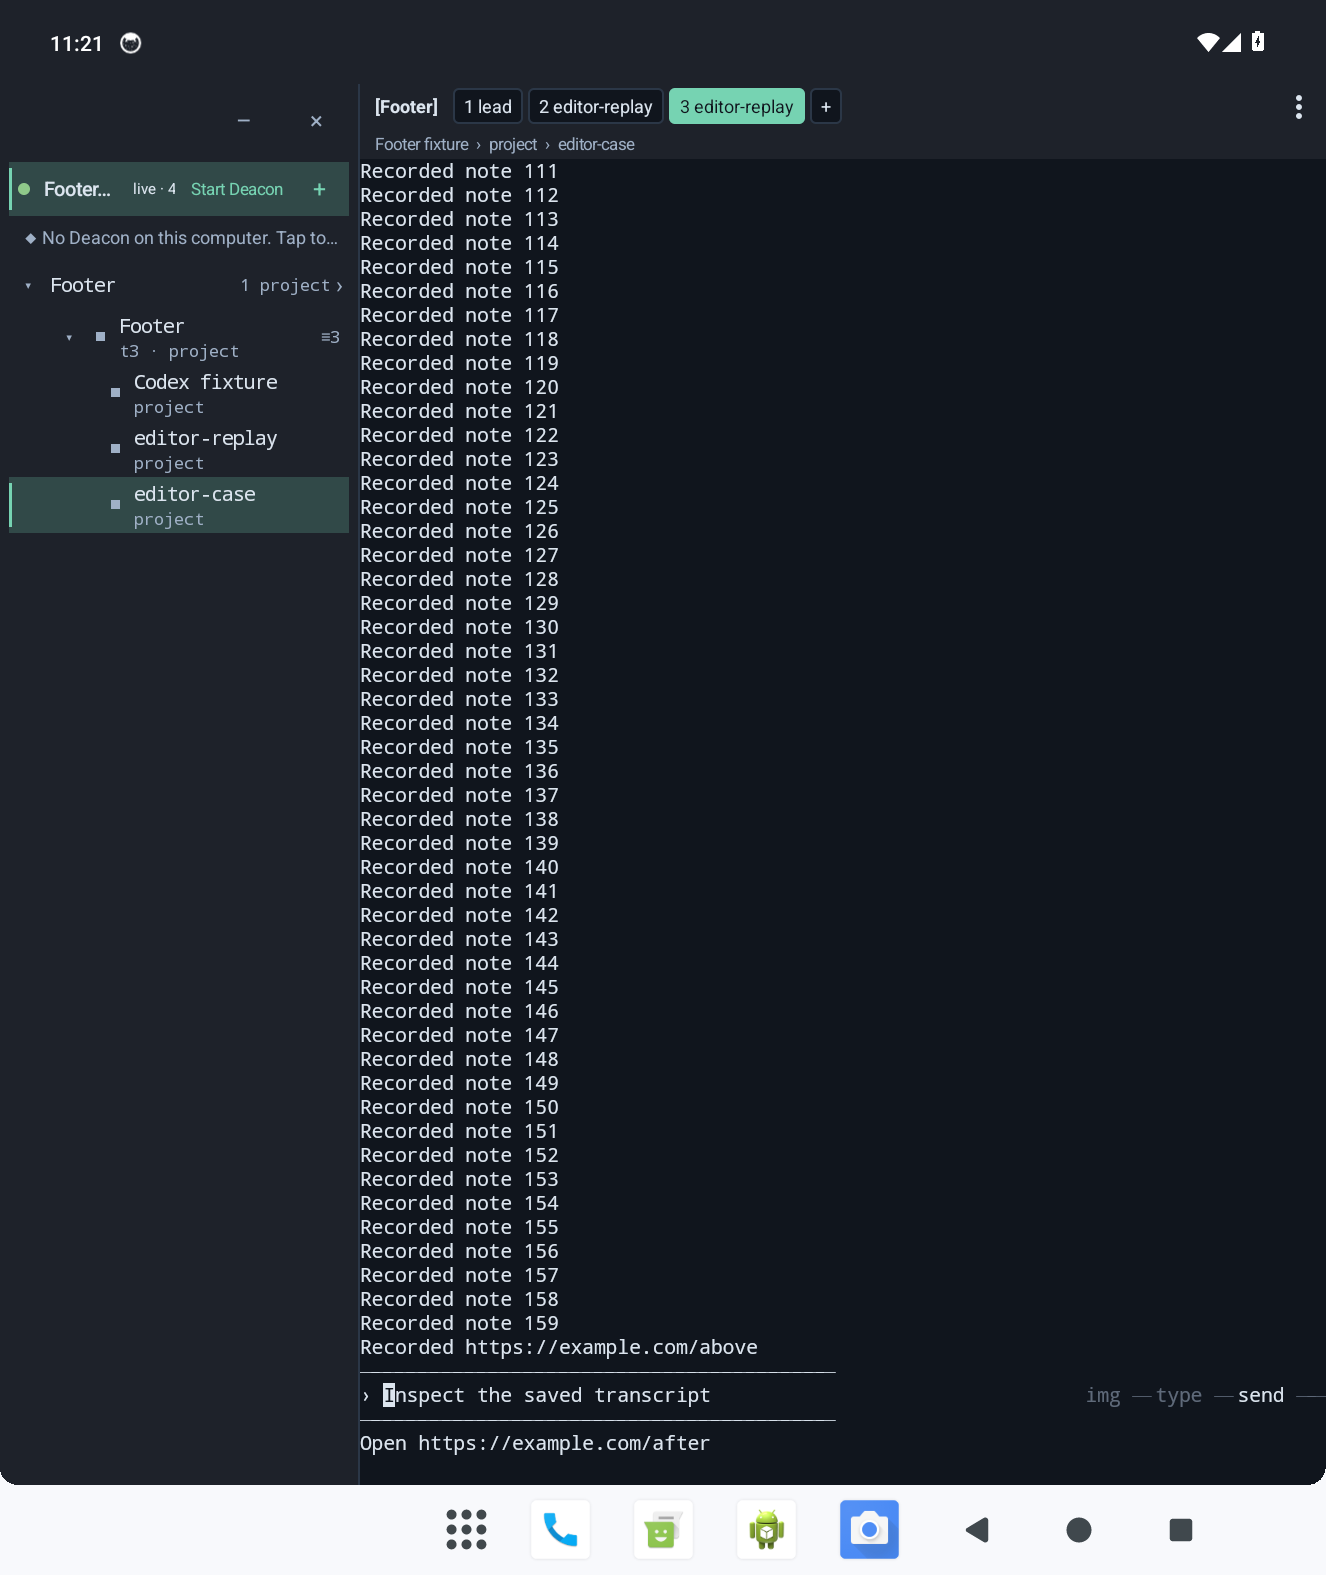 11:21
[Footer] 1 lead 2 editor-replay 3 editor-replay +
Footer fixture › project › editor-case
− ×
Footer... live · 4 Start Deacon +
◆ No Deacon on this computer. Tap to...
▾ Footer 1 project ›
▾ Footer ≡3
t3 · project
Codex fixture
project
editor-replay
project
editor-case
project
Recorded note 111
Recorded note 112
Recorded note 113
Recorded note 114
Recorded note 115
Recorded note 116
Recorded note 117
Recorded note 118
Recorded note 119
Recorded note 120
Recorded note 121
Recorded note 122
Recorded note 123
Recorded note 124
Recorded note 125
Recorded note 126
Recorded note 127
Recorded note 128
Recorded note 129
Recorded note 130
Recorded note 131
Recorded note 132
Recorded note 133
Recorded note 134
Recorded note 135
Recorded note 136
Recorded note 137
Recorded note 138
Recorded note 139
Recorded note 140
Recorded note 141
Recorded note 142
Recorded note 143
Recorded note 144
Recorded note 145
Recorded note 146
Recorded note 147
Recorded note 148
Recorded note 149
Recorded note 150
Recorded note 151
Recorded note 152
Recorded note 153
Recorded note 154
Recorded note 155
Recorded note 156
Recorded note 157
Recorded note 158
Recorded note 159
Recorded https://example.com/above
› Inspect the saved transcript img — type — send —
Open https://example.com/after